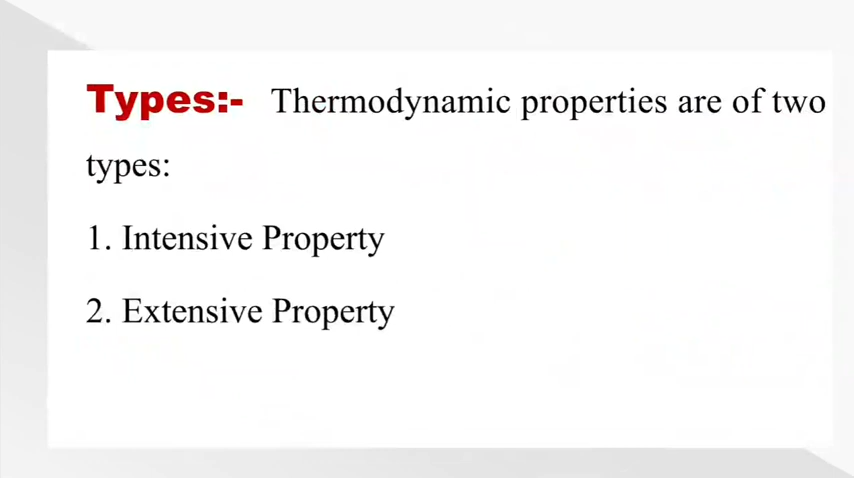 Types:- Thermodynamic properties are of two
types:
1. Intensive Property
2. Extensive Property